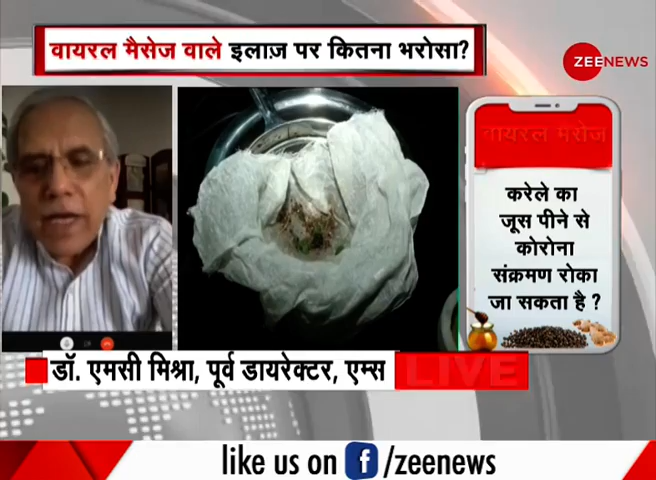 वायरल मैसेज वाले इलाज़ पर कितना भरोसा?
ZEENEWS
वायरल मैसेज
करेले का
जूस पीने से
कोरोना
संक्रमण रोका
जा सकता है ?
डॉ. एमसी मिश्रा, पूर्व डायरेक्टर, एम्स
LIVE
like us on f/zeenews